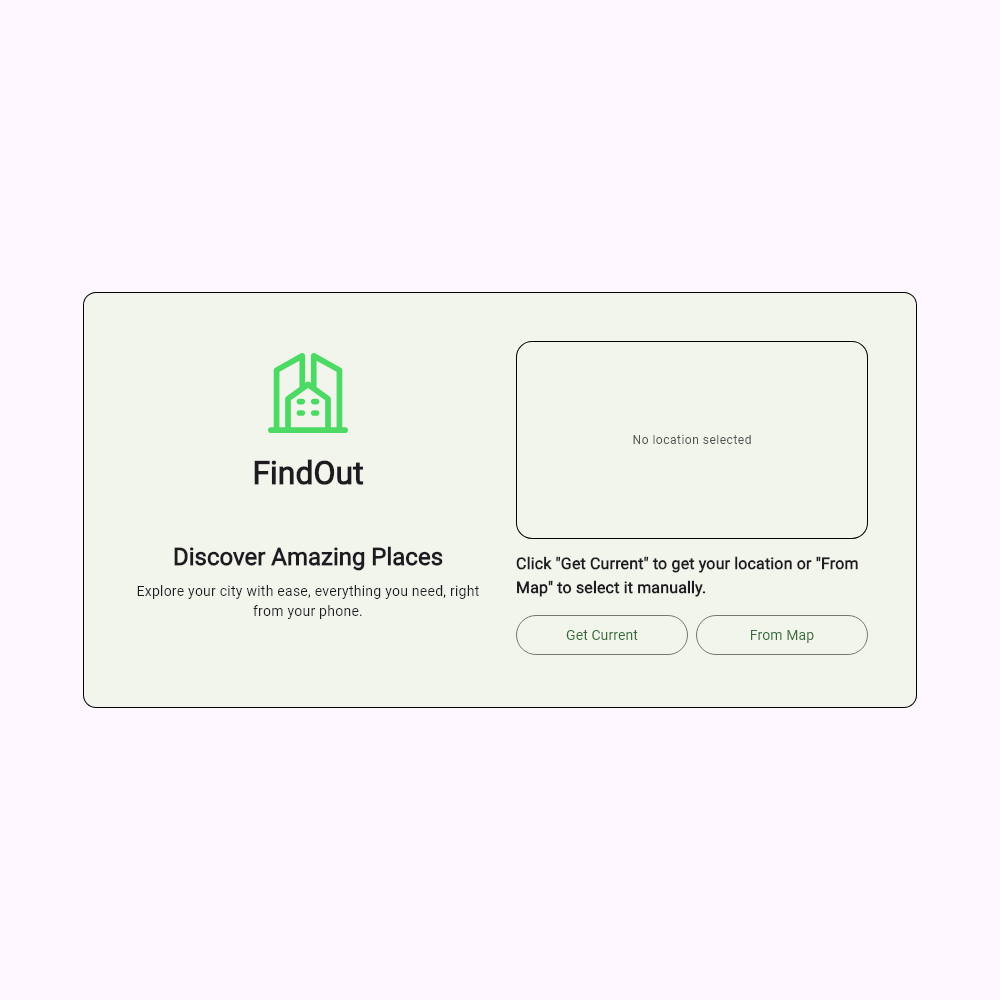 FindOut
Discover Amazing Places
Explore your city with ease, everything you need, right
from your phone.
No location selected
Click "Get Current" to get your location or "From
Map" to select it manually.
Get Current
From Map